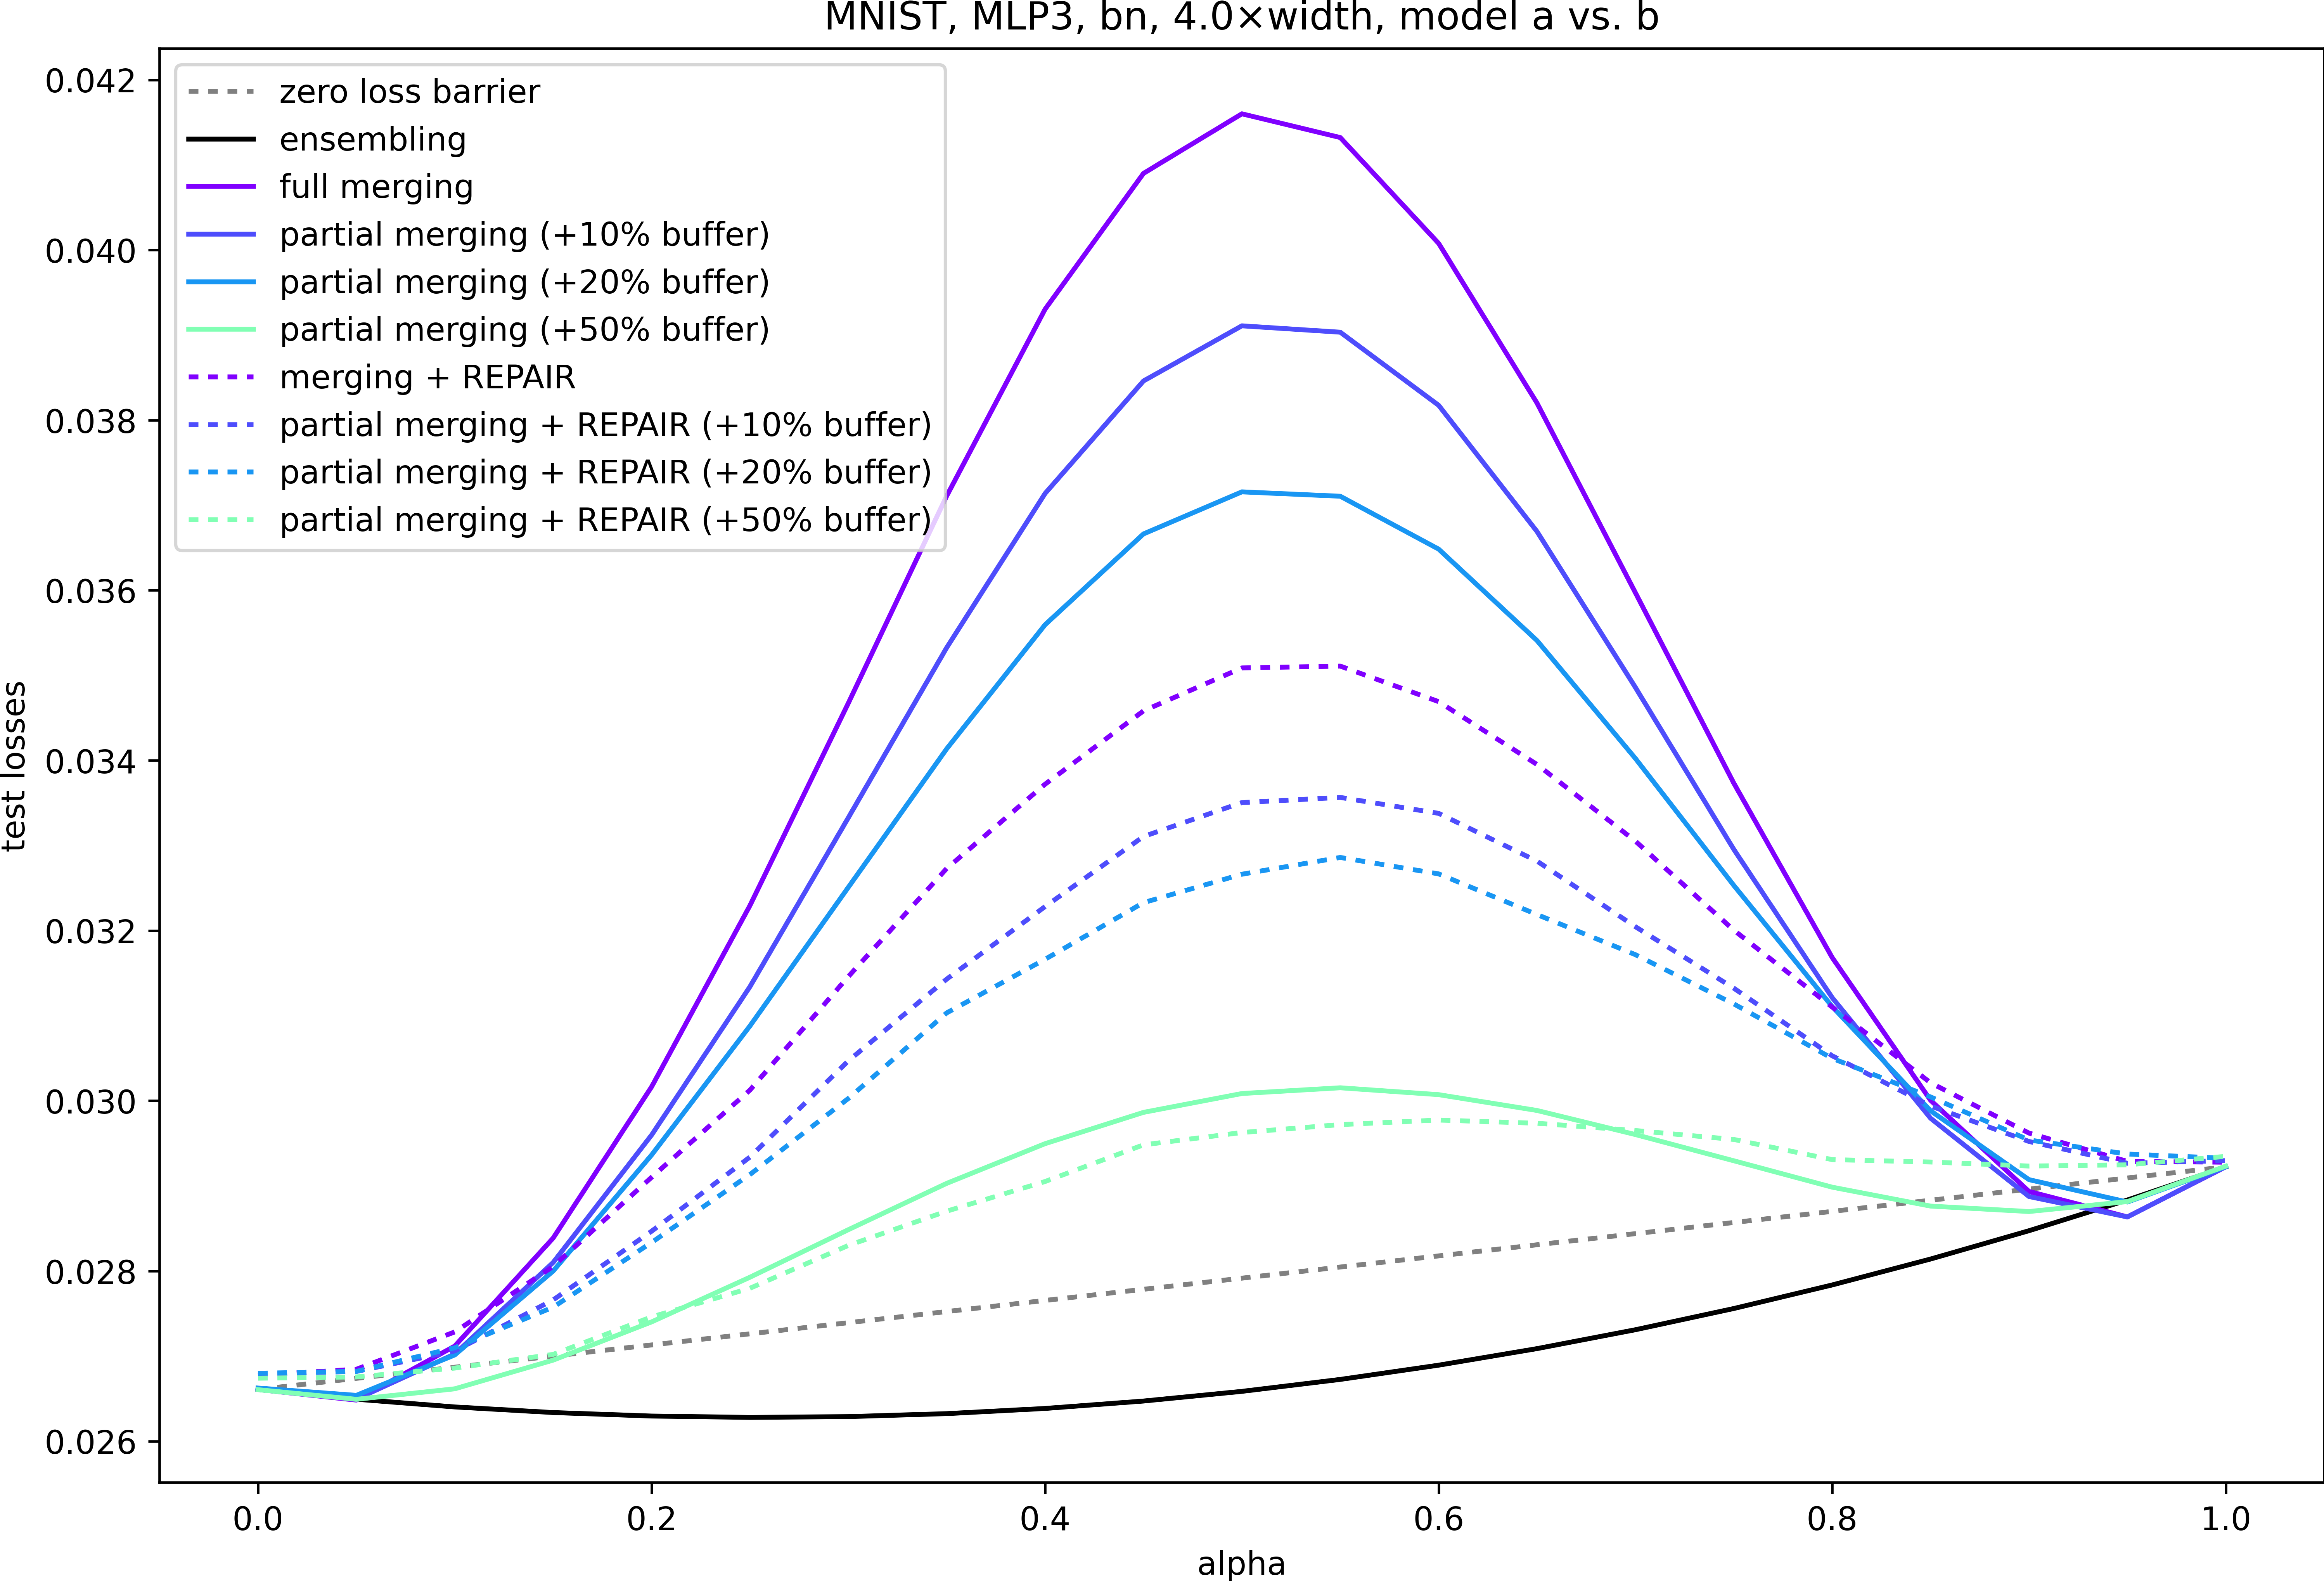 MNIST, MLP3, bn, 4.0×width, model a vs. b
0.042
0.040
0.038
0.036
0.034
0.032
0.030
0.028
0.026
test losses
zero loss barrier
ensembling
full merging
partial merging (+10% buffer)
partial merging (+20% buffer)
partial merging (+50% buffer)
merging + REPAIR
partial merging + REPAIR (+10% buffer)
partial merging + REPAIR (+20% buffer)
partial merging + REPAIR (+50% buffer)
0.0
0.2
0.4
0.6
0.8
1.0
alpha